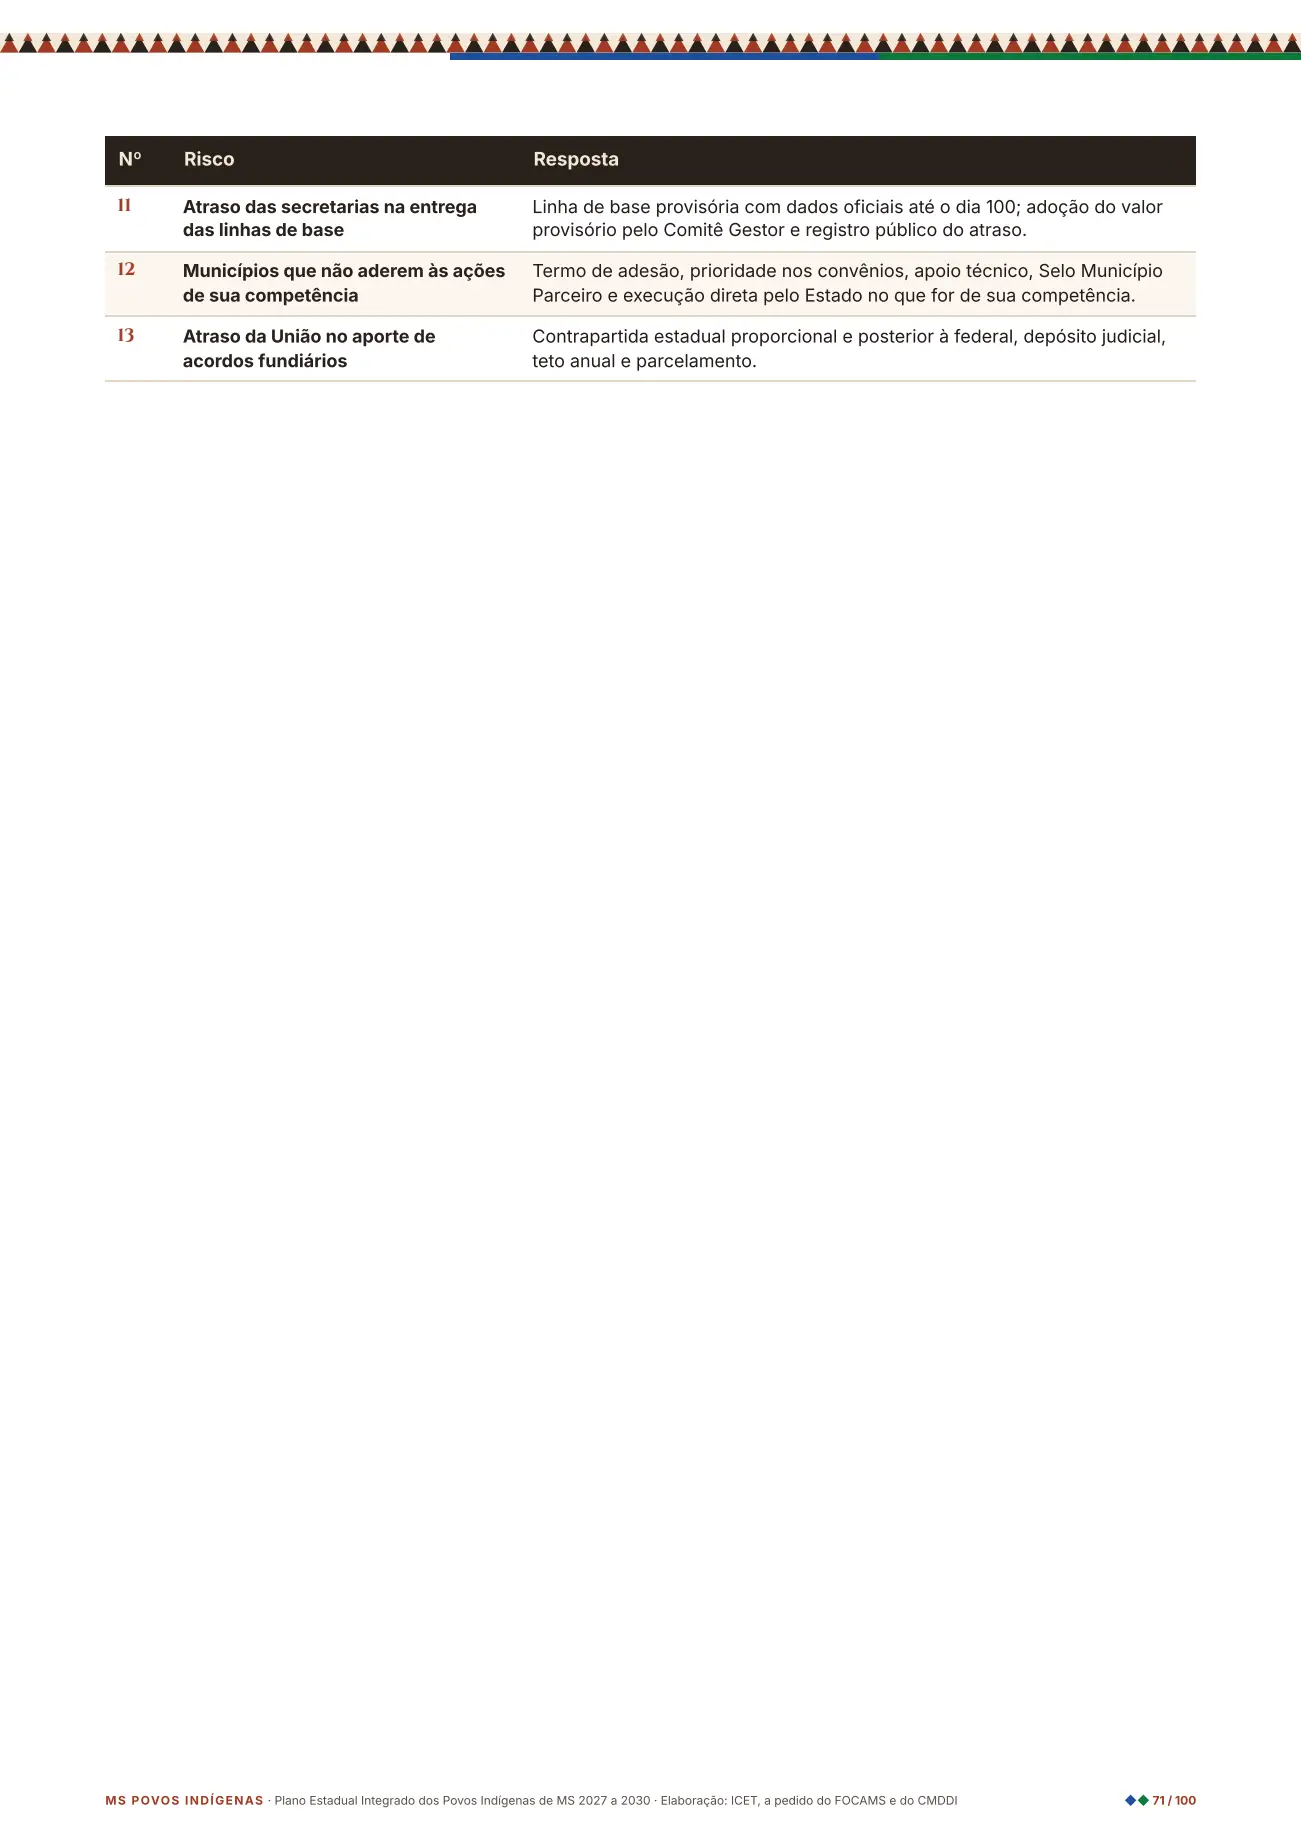 Nº Risco Resposta
11 Atraso das secretarias na entrega Linha de base provisória com dados oficiais até o dia 100; adoção do valor
das linhas de base provisório pelo Comitê Gestor e registro público do atraso.
12 Municípios que não aderem às ações Termo de adesão, prioridade nos convênios, apoio técnico, Selo Município
de sua competência Parceiro e execução direta pelo Estado no que for de sua competência.
13 Atraso da União no aporte de Contrapartida estadual proporcional e posterior à federal, depósito judicial,
acordos fundiários teto anual e parcelamento.
MS POVOS INDÍGENAS · Plano Estadual Integrado dos Povos Indígenas de MS 2027 a 2030 · Elaboração: ICET, a pedido do FOCAMS e do CMDDI 71 / 100